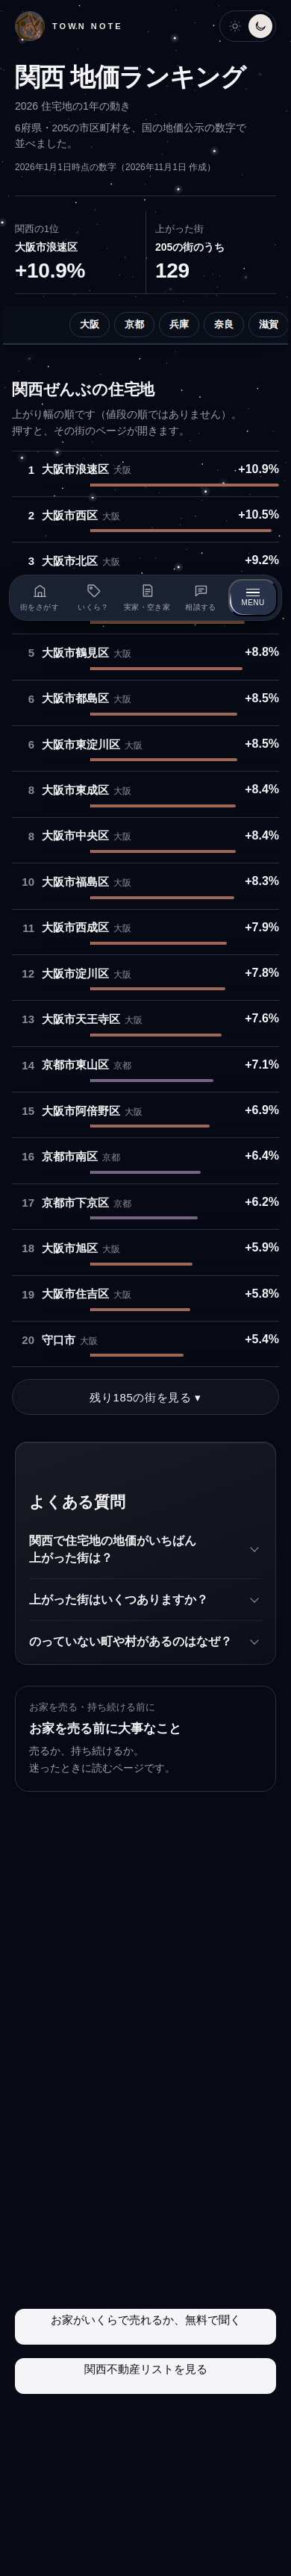 TOWN NOTE
関西 地価ランキング
2026 住宅地の1年の動き
6府県・205の市区町村を、国の地価公示の数字で
並べました。
2026年1月1日時点の数字（2026年11月1日 作成）
関西の1位
大阪市浪速区
+10.9%
上がった街
205の街のうち
129
大阪 京都 兵庫 奈良 滋賀
関西ぜんぶの住宅地
上がり幅の順です（値段の順ではありません）。
押すと、その街のページが開きます。
1 大阪市浪速区 大阪 +10.9%
2 大阪市西区 大阪 +10.5%
3 大阪市北区 大阪 +9.2%
街をさがす いくら？ 実家・空き家 相談する MENU
5 大阪市鶴見区 大阪 +8.8%
6 大阪市都島区 大阪 +8.5%
6 大阪市東淀川区 大阪 +8.5%
8 大阪市東成区 大阪 +8.4%
8 大阪市中央区 大阪 +8.4%
10 大阪市福島区 大阪 +8.3%
11 大阪市西成区 大阪 +7.9%
12 大阪市淀川区 大阪 +7.8%
13 大阪市天王寺区 大阪 +7.6%
14 京都市東山区 京都 +7.1%
15 大阪市阿倍野区 大阪 +6.9%
16 京都市南区 京都 +6.4%
17 京都市下京区 京都 +6.2%
18 大阪市旭区 大阪 +5.9%
19 大阪市住吉区 大阪 +5.8%
20 守口市 大阪 +5.4%
残り185の街を見る ▾
よくある質問
関西で住宅地の地価がいちばん
上がった街は？
上がった街はいくつありますか？
のっていない町や村があるのはなぜ？
お家を売る・持ち続ける前に
お家を売る前に大事なこと
売るか、持ち続けるか。
迷ったときに読むページです。
お家がいくらで売れるか、無料で聞く
関西不動産リストを見る